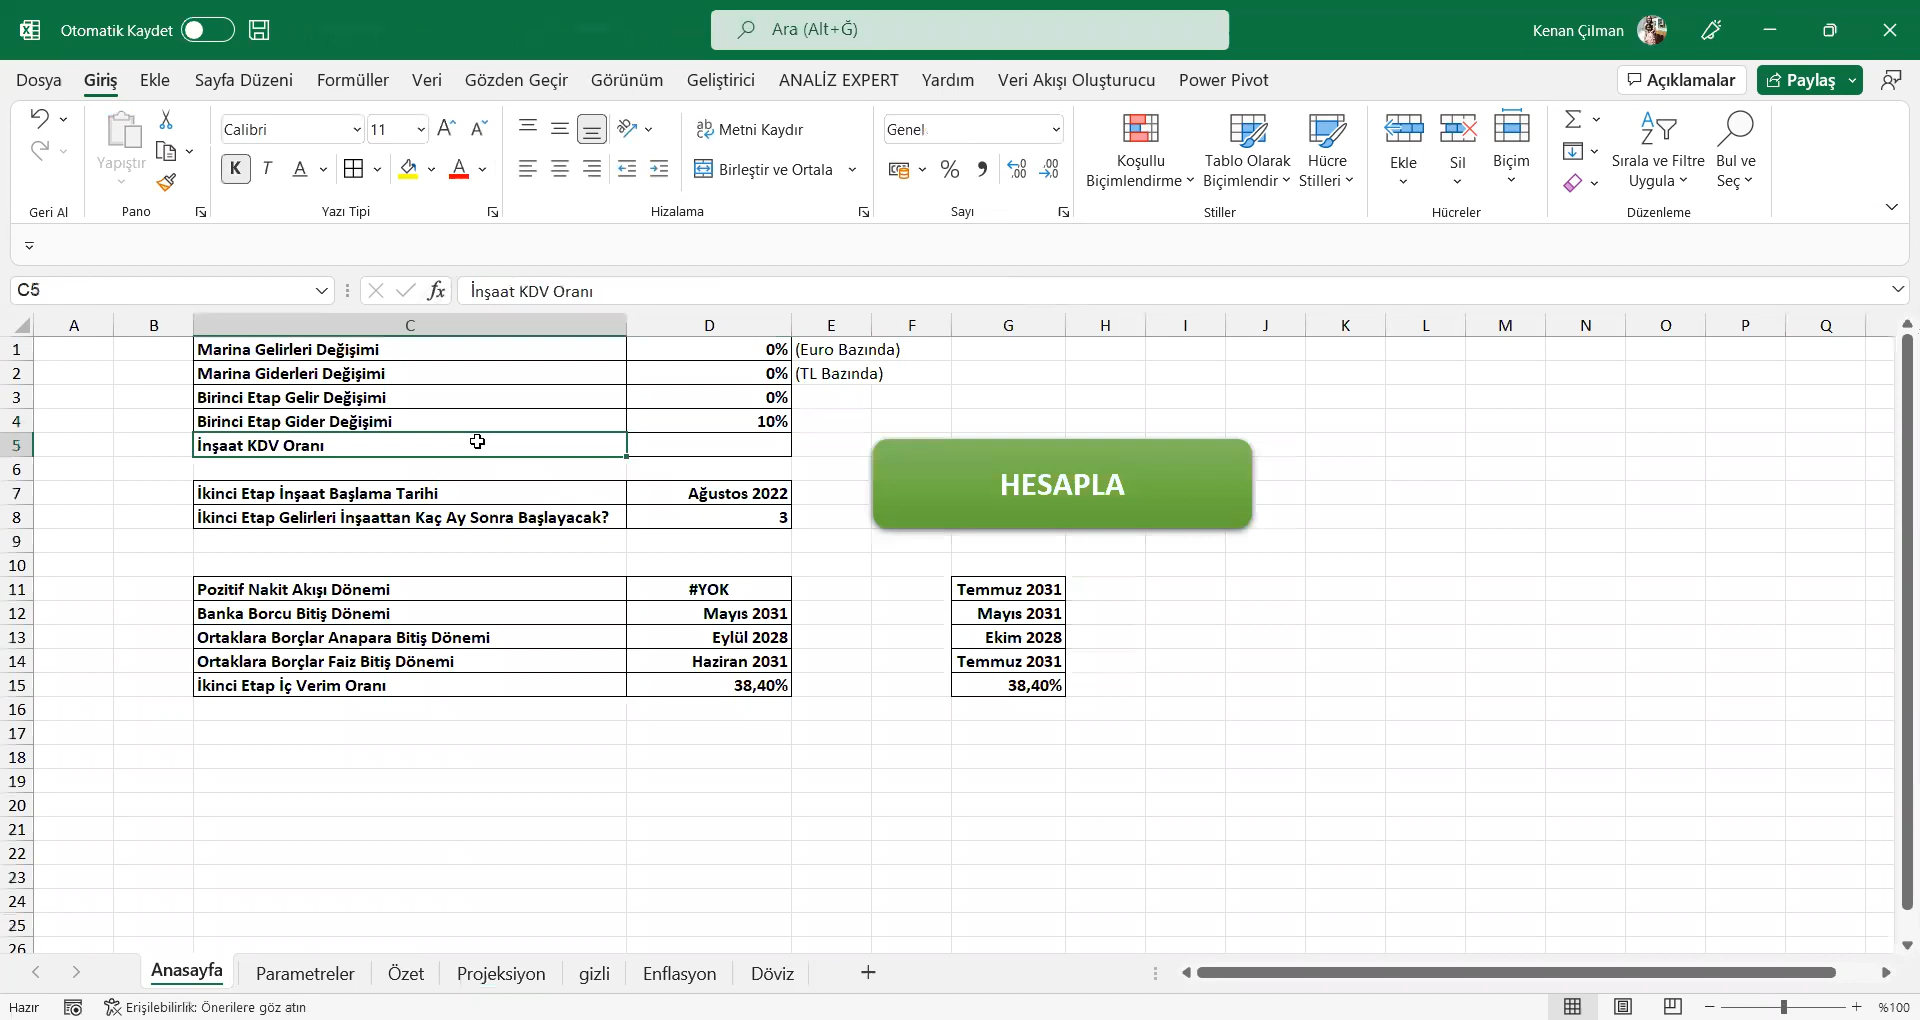 Otomatik Kaydet
Ara (Alt+Ğ)
Kenan Çilman
Dosya Giriş Ekle Sayfa Düzeni Formüller Veri Gözden Geçir Görünüm Geliştirici ANALİZ EXPERT Yardım Veri Akışı Oluşturucu Power Pivot
Açıklamalar Paylaş
Yapıştır
Calibri 11
K T A A
Metni Kaydır
Birleştir ve Ortala
Genel
Koşullu Biçimlendirme
Tablo Olarak Biçimlendir
Hücre Stilleri
Ekle Sil Biçim
Sırala ve Filtre Uygula
Bul ve Seç
Geri Al Pano Yazı Tipi Hizalama Sayı Stiller Hücreler Düzenleme
C5 fx İnşaat KDV Oranı
A B C D E F G H I J K L M N O P Q
1 Marina Gelirleri Değişimi 0% (Euro Bazında)
2 Marina Giderleri Değişimi 0% (TL Bazında)
3 Birinci Etap Gelir Değişimi 0%
4 Birinci Etap Gider Değişimi 10%
5 İnşaat KDV Oranı
HESAPLA
6
7 İkinci Etap İnşaat Başlama Tarihi Ağustos 2022
8 İkinci Etap Gelirleri İnşaattan Kaç Ay Sonra Başlayacak? 3
9
10
11 Pozitif Nakit Akışı Dönemi #YOK Temmuz 2031
12 Banka Borcu Bitiş Dönemi Mayıs 2031 Mayıs 2031
13 Ortaklara Borçlar Anapara Bitiş Dönemi Eylül 2028 Ekim 2028
14 Ortaklara Borçlar Faiz Bitiş Dönemi Haziran 2031 Temmuz 2031
15 İkinci Etap İç Verim Oranı 38,40% 38,40%
16
17
18
19
20
21
22
23
24
25
26
Anasayfa Parametreler Özet Projeksiyon gizli Enflasyon Döviz
Hazır Erişilebilirlik: Önerilere göz atın %100